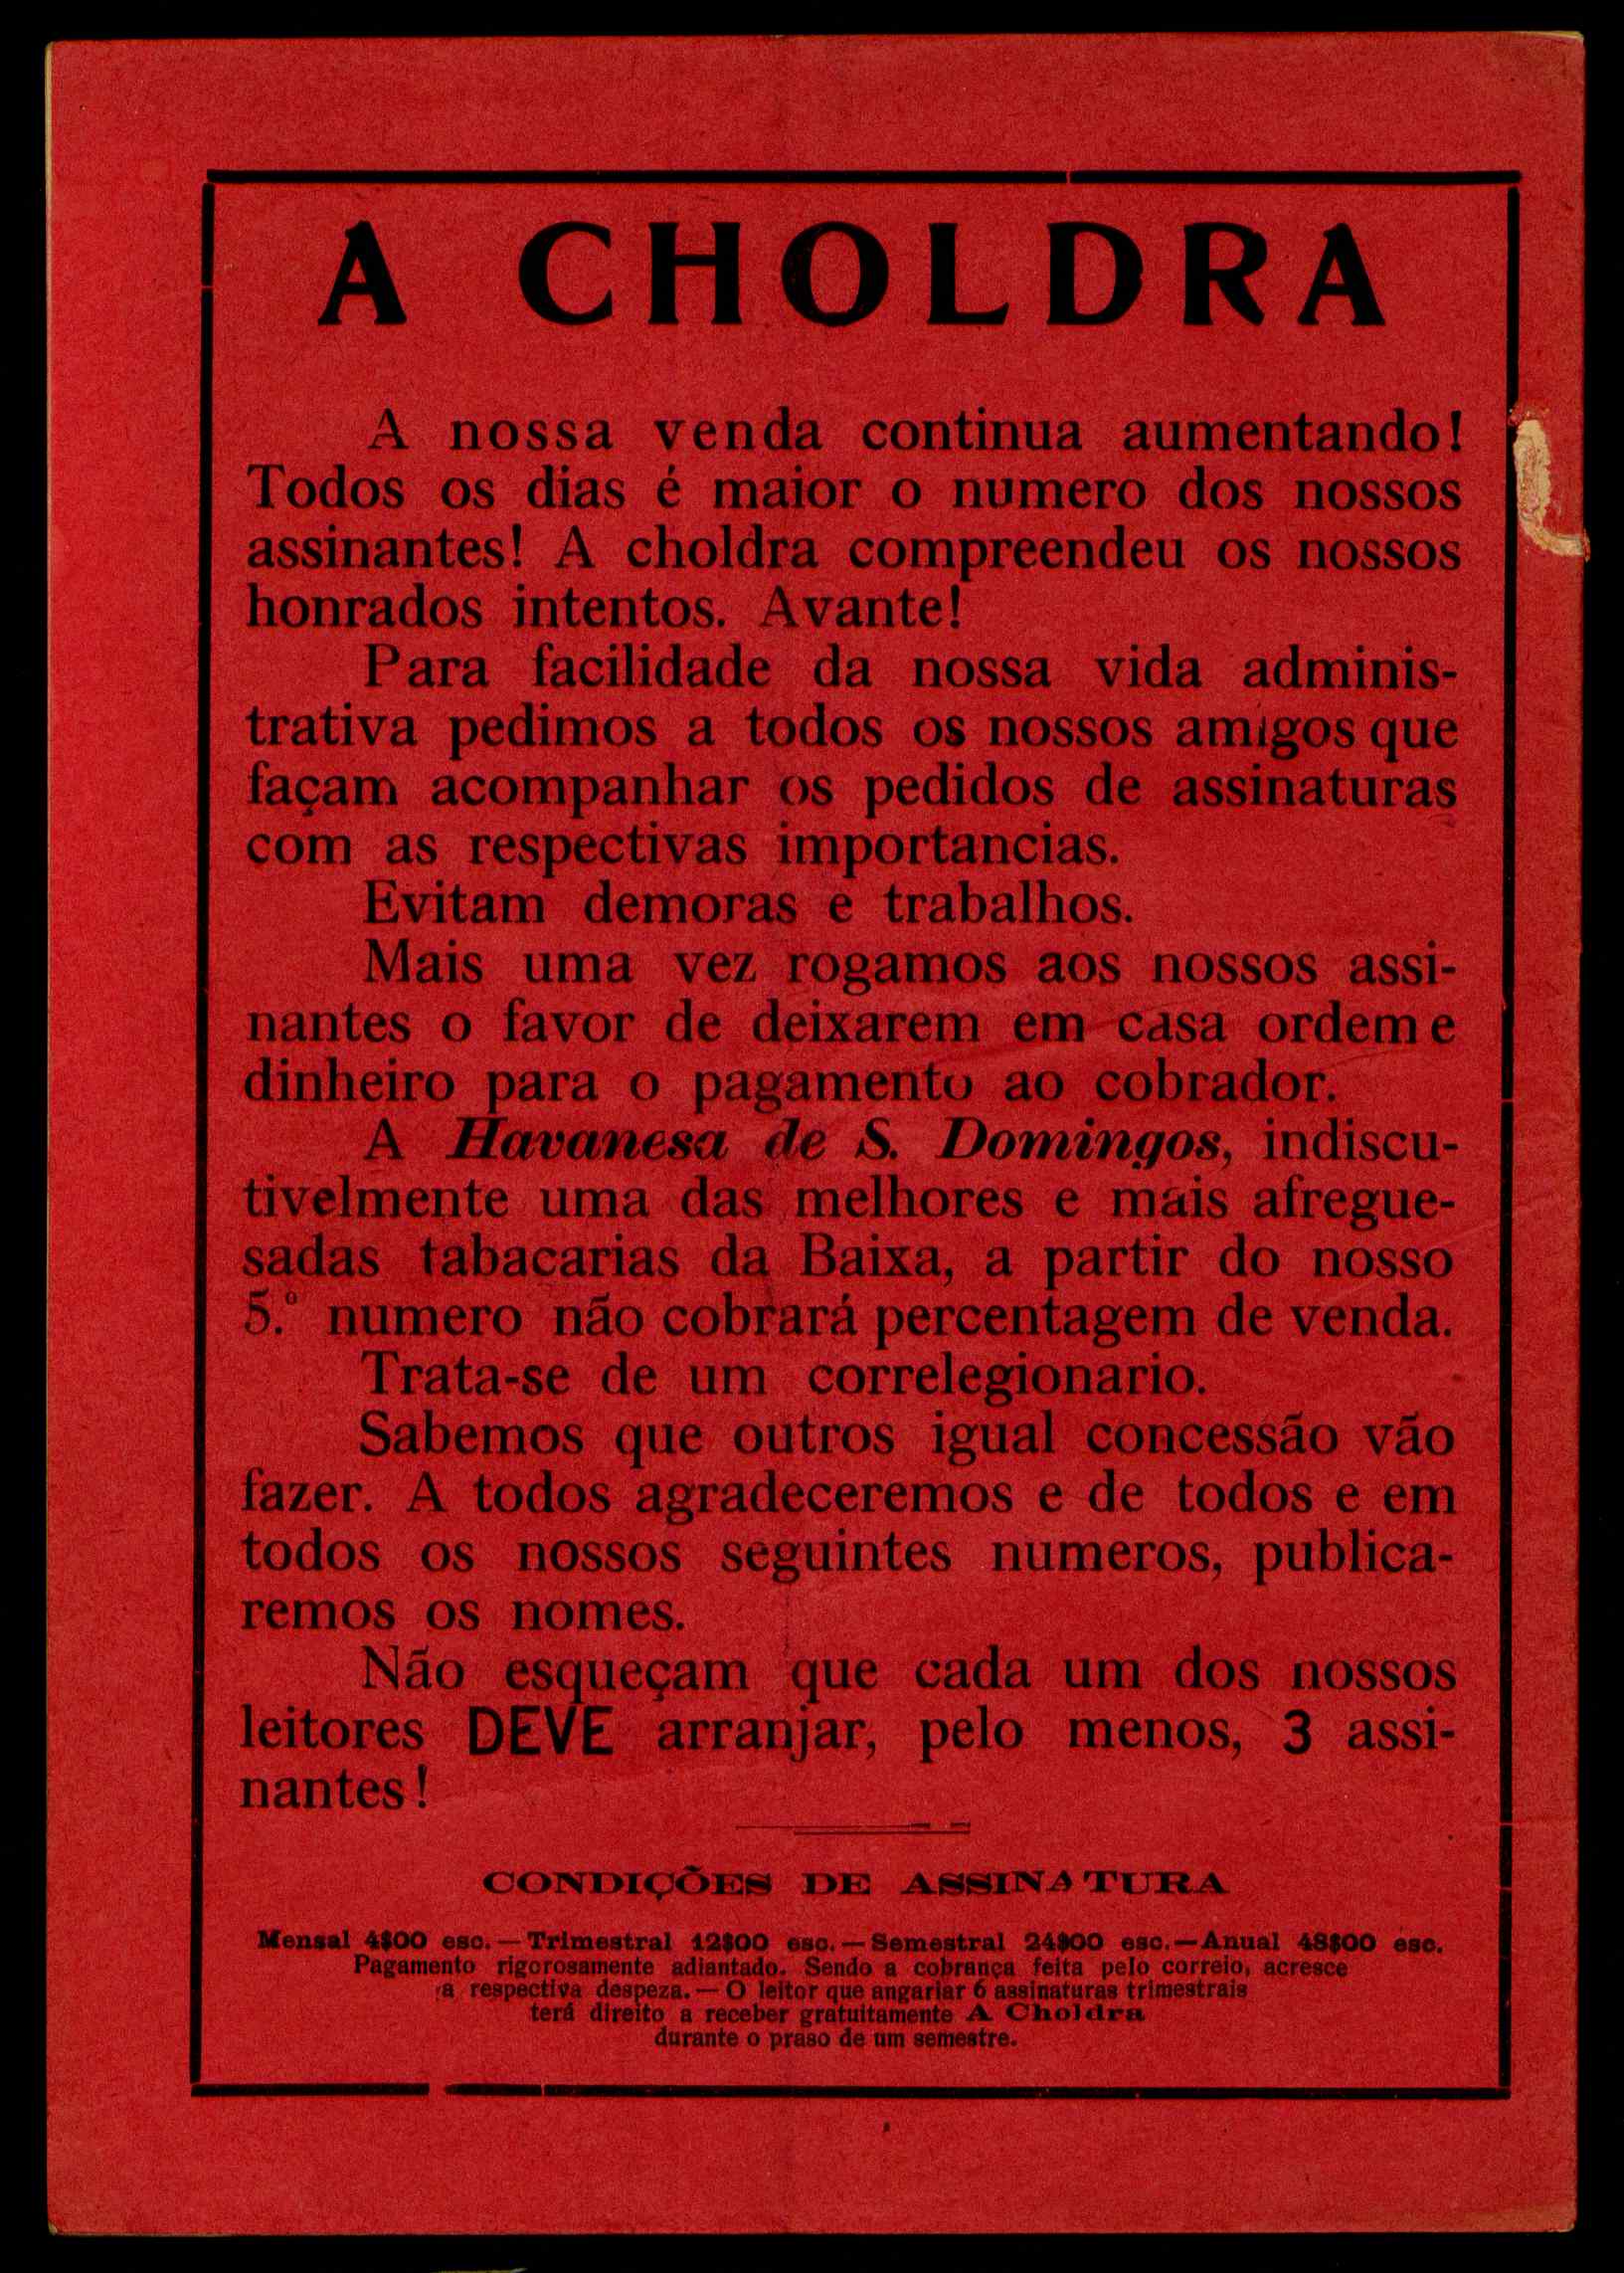 A CHOLDRA
A nossa venda continua aumentando!
Todos os dias é maior o numero dos nossos
assinantes! A choldra compreendeu os nossos
honrados intentos. Avante!
Para facilidade da nossa vida adminis-
trativa pedimos a todos os nossos amigos que
façam acompanhar os pedidos de assinaturas
com as respectivas importancias.
Evitam demoras e trabalhos.
Mais uma vez rogamos aos nossos assi-
nantes o favor de deixarem em casa ordem e
dinheiro para o pagamento ao cobrador.
A Havanesa de S. Domingos, indiscu-
tivelmente uma das melhores e mais afregue-
sadas tabacarias da Baixa, a partir do nosso
5.º numero não cobrará percentagem de venda.
Trata-se de um correlegionario.
Sabemos que outros igual concessão vão
fazer. A todos agradeceremos e de todos e em
todos os nossos seguintes numeros, publica-
remos os nomes.
Não esqueçam que cada um dos nossos
leitores DEVE arranjar, pelo menos, 3 assi-
nantes!
CONDIÇÕES DE ASSINATURA
Mensal 4$00 esc. — Trimestral 12$00 esc. — Semestral 24$00 esc. — Anual 48$00 esc.
Pagamento rigorosamente adiantado. Sendo a cobrança feita pelo correio, acresce
a respectiva despeza. — O leitor que angariar 6 assinaturas trimestrais
terá direito a receber gratuitamente A Choldra
durante o praso de um semestre.